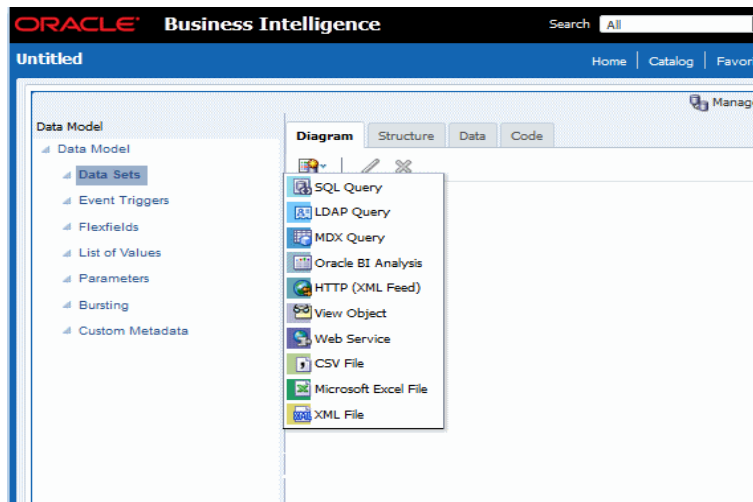 ORACLE Business Intelligence Search All
Untitled Home Catalog Favor
Manag
Data Model
Data Model
Data Sets
Event Triggers
Flexfields
List of Values
Parameters
Bursting
Custom Metadata
Diagram Structure Data Code
SQL Query
LDAP Query
MDX Query
Oracle BI Analysis
HTTP (XML Feed)
View Object
Web Service
CSV File
Microsoft Excel File
XML File